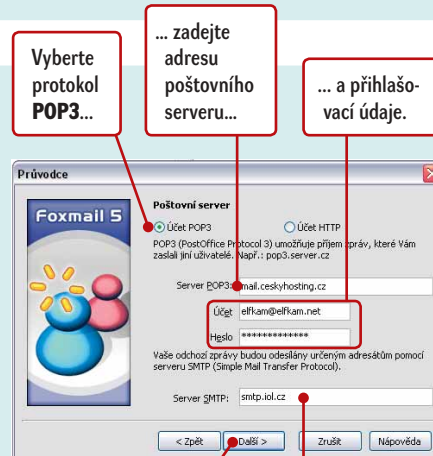 Vyberte
protokol
POP3...
... zadejte
adresu
poštovního
serveru...
... a přihlašo-
vací údaje.
Průvodce
Foxmail 5
Poštovní server
Účet POP3
Účet HTTP
POP3 (PostOffice Protocol 3) umožňuje příjem zpráv, které Vám
zaslali jiní uživatelé. Např.: pop3.server.cz
Server POP3: mail.ceskyhosting.cz
Účet elfkam@elfkam.net
Heslo *************
Vaše odchozí zprávy budou odesílány určeným adresátům pomocí
serveru SMTP (Simple Mail Transfer Protocol).
Server SMTP: smtp.iol.cz
< Zpět
Další >
Zrušit
Nápověda